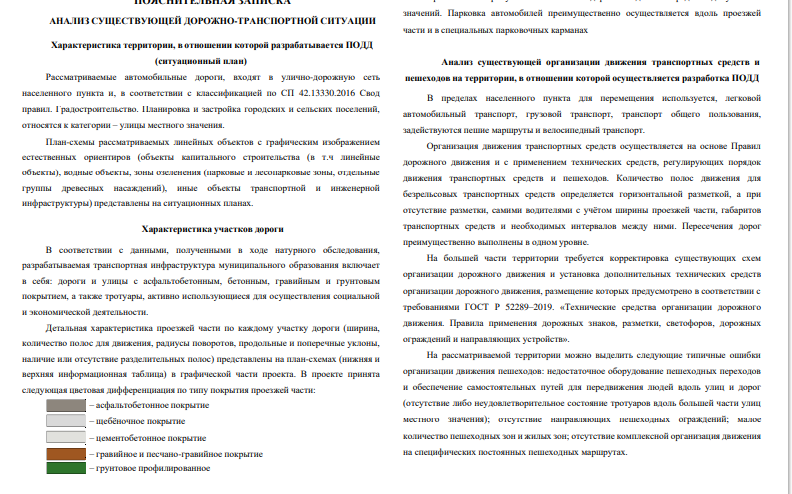 ПОЯСНИТЕЛЬНАЯ ЗАПИСКА
АНАЛИЗ СУЩЕСТВУЮЩЕЙ ДОРОЖНО-ТРАНСПОРТНОЙ СИТУАЦИИ
Характеристика территории, в отношении которой разрабатывается ПОДД
(ситуационный план)
Рассматриваемые автомобильные дороги, входят в улично-дорожную сеть
населенного пункта и, в соответствии с классификацией по СП 42.13330.2016 Свод
правил. Градостроительство. Планировка и застройка городских и сельских поселений,
относятся к категории – улицы местного значения.
План-схемы рассматриваемых линейных объектов с графическим изображением
естественных ориентиров (объекты капитального строительства (в т.ч линейные
объекты), водные объекты, зоны озеленения (парковые и лесопарковые зоны, отдельные
группы древесных насаждений), иные объекты транспортной и инженерной
инфраструктуры) представлены на ситуационных планах.
Характеристика участков дороги
В соответствии с данными, полученными в ходе натурного обследования,
разрабатываемая транспортная инфраструктура муниципального образования включает
в себя: дороги и улицы с асфальтобетонным, бетонным, гравийным и грунтовым
покрытием, а также тротуары, активно использующиеся для осуществления социальной
и экономической деятельности.
Детальная характеристика проезжей части по каждому участку дороги (ширина,
количество полос для движения, радиусы поворотов, продольные и поперечные уклоны,
наличие или отсутствие разделительных полос) представлены на план-схемах (нижняя и
верхняя информационная таблица) в графической части проекта. В проекте принята
следующая цветовая дифференциация по типу покрытия проезжей части:
– асфальтобетонное покрытие
– щебёночное покрытие
– цементобетонное покрытие
– гравийное и песчано-гравийное покрытие
– грунтовое профилированное
значений. Парковка автомобилей преимущественно осуществляется вдоль проезжей
части и в специальных парковочных карманах
Анализ существующей организации движения транспортных средств и
пешеходов на территории, в отношении которой осуществляется разработка ПОДД
В пределах населенного пункта для перемещения используется, легковой
автомобильный транспорт, грузовой транспорт, транспорт общего пользования,
задействуются пешие маршруты и велосипедный транспорт.
Организация движения транспортных средств осуществляется на основе Правил
дорожного движения и с применением технических средств, регулирующих порядок
движения транспортных средств и пешеходов. Количество полос движения для
безрельсовых транспортных средств определяется горизонтальной разметкой, а при
отсутствие разметки, самими водителями с учётом ширины проезжей части, габаритов
транспортных средств и необходимых интервалов между ними. Пересечения дорог
преимущественно выполнены в одном уровне.
На большей части территории требуется корректировка существующих схем
организации дорожного движения и установка дополнительных технических средств
организации дорожного движения, размещение которых предусмотрено в соответствии с
требованиями ГОСТ Р 52289–2019. «Технические средства организации дорожного
движения. Правила применения дорожных знаков, разметки, светофоров, дорожных
ограждений и направляющих устройств».
На рассматриваемой территории можно выделить следующие типичные ошибки
организации движения пешеходов: недостаточное оборудование пешеходных переходов
и обеспечение самостоятельных путей для передвижения людей вдоль улиц и дорог
(отсутствие либо неудовлетворительное состояние тротуаров вдоль большей части улиц
местного значения); отсутствие направляющих пешеходных ограждений; малое
количество пешеходных зон и жилых зон; отсутствие комплексной организация движения
на специфических постоянных пешеходных маршрутах.